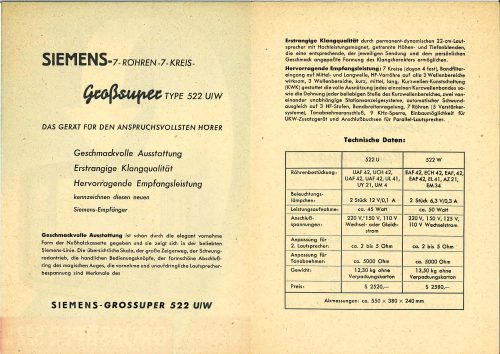 SIEMENS-7-RÖHREN-7-KREIS-
Großsuper TYPE 522 U/W
DAS GERÄT FÜR DEN ANSPRUCHSVOLLSTEN HÖRER
Geschmackvolle Ausstattung
Erstrangige Klangqualität
Hervorragende Empfangsleistung
kennzeichnen diesen neuen
Siemens-Empfänger
Geschmackvolle Ausstattung ist schon durch die elegant vornehme
Form der Nußholzkassette gegeben und sie zeigt sich in der beliebten
Siemens-Linie. Die übersichtliche Skala, der große Zeigerweg, der Schwung-
radantrieb, die handlichen Bedienungsknöpfe, der formschöne Abschluß-
ring des magischen Auges, die vornehme und unaufdringliche Lautsprecher-
bespannung sind Merkmale des
SIEMENS-GROSSUPER 522 U/W
Erstrangige Klangqualität durch permanent-dynamischen 22-cm-Laut-
sprecher mit Hochleistungsmagnet, getrennte Höhen- und Tiefenblenden,
die eine entsprechende, der jeweiligen Sendung und dem persönlichen
Geschmack angepaßte Formung des Klangcharakters ermöglichen.
Hervorragende Empfangsleistung: 7 Kreise (davon 4 fest), Bandfilter-
eingang auf Mittel- und Langwelle, HF-Vorröhre auf alle 3 Wellenbereiche
wirksam, 3 Wellenbereiche, kurz, mittel, lang, Kurzwellen-Feineinstellung
(KWK) gestattet die volle Ausnützung jedes einzelnen Kurzwellenbandes so-
wie die Dehnung jeder beliebigen Stelle des Kurzwellenbereiches, zwei von-
einander unabhängige Stationsanzeigesysteme, automatischer Schwund-
ausgleich auf 3 HF-Stufen, Bandbreitenregelung, 7 Röhren (5 Verstärker-
systeme), Tonabnehmeranschluß, 9 KHz-Sperre, Einbaumöglichkeit für
UKW-Zusatzgerät und Anschlußbuchsen für Parallel-Lautsprecher.
Technische Daten:
522 U 522 W
Röhrenbestückung: UAF 42, UCH 42, UAF 42, UAF 42, UL 41, UY 21, UM 4 EAF 42, ECH 42, EAF 42, EAF 42, EL 41, AZ 21, EM 34
Beleuchtungs-
lämpchen: 2 Stück 12 V/0,1 A 2 Stück 6,3 V/0,3 A
Leistungsaufnahme: ca. 45 Watt ca. 50 Watt
Anschluß-
spannungen: 220 V, 150 V, 110 V Wechsel- oder Gleich- strom 220 V, 150 V, 125 V, 110 V Wechselstrom
Anpassung für
2. Lautsprecher: ca. 2 bis 5 Ohm ca. 2 bis 5 Ohm
Anpassung für
Tonabnehmer: ca. 5000 Ohm ca. 5000 Ohm
Gewicht: 12,30 kg ohne Verpackungskarton 13,50 kg ohne Verpackungskarton
Preis: S 2520,— S 2580,—
Abmessungen: ca. 550 × 380 × 240 mm